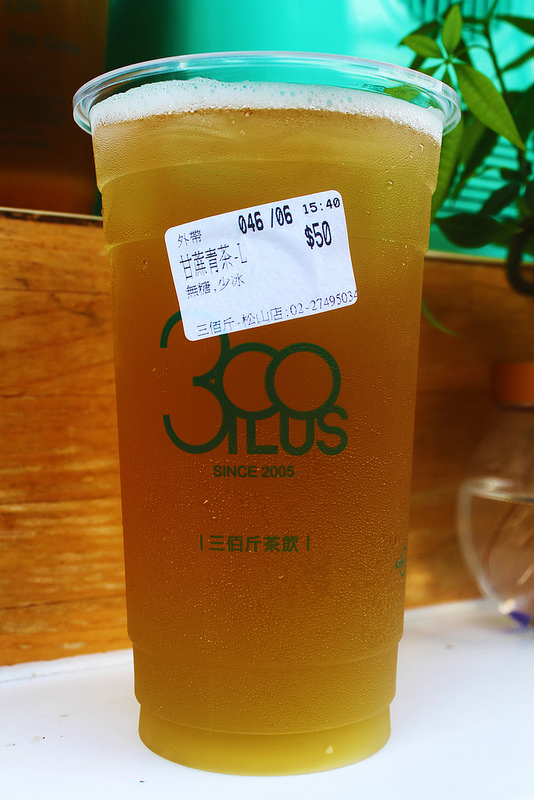 外帶 046 /06 15:40
甘蔗青茶-L $50
無糖,少冰
三佰斤-松山店:02-27495034
300
iLUS
SINCE 2005
三佰斤茶飲